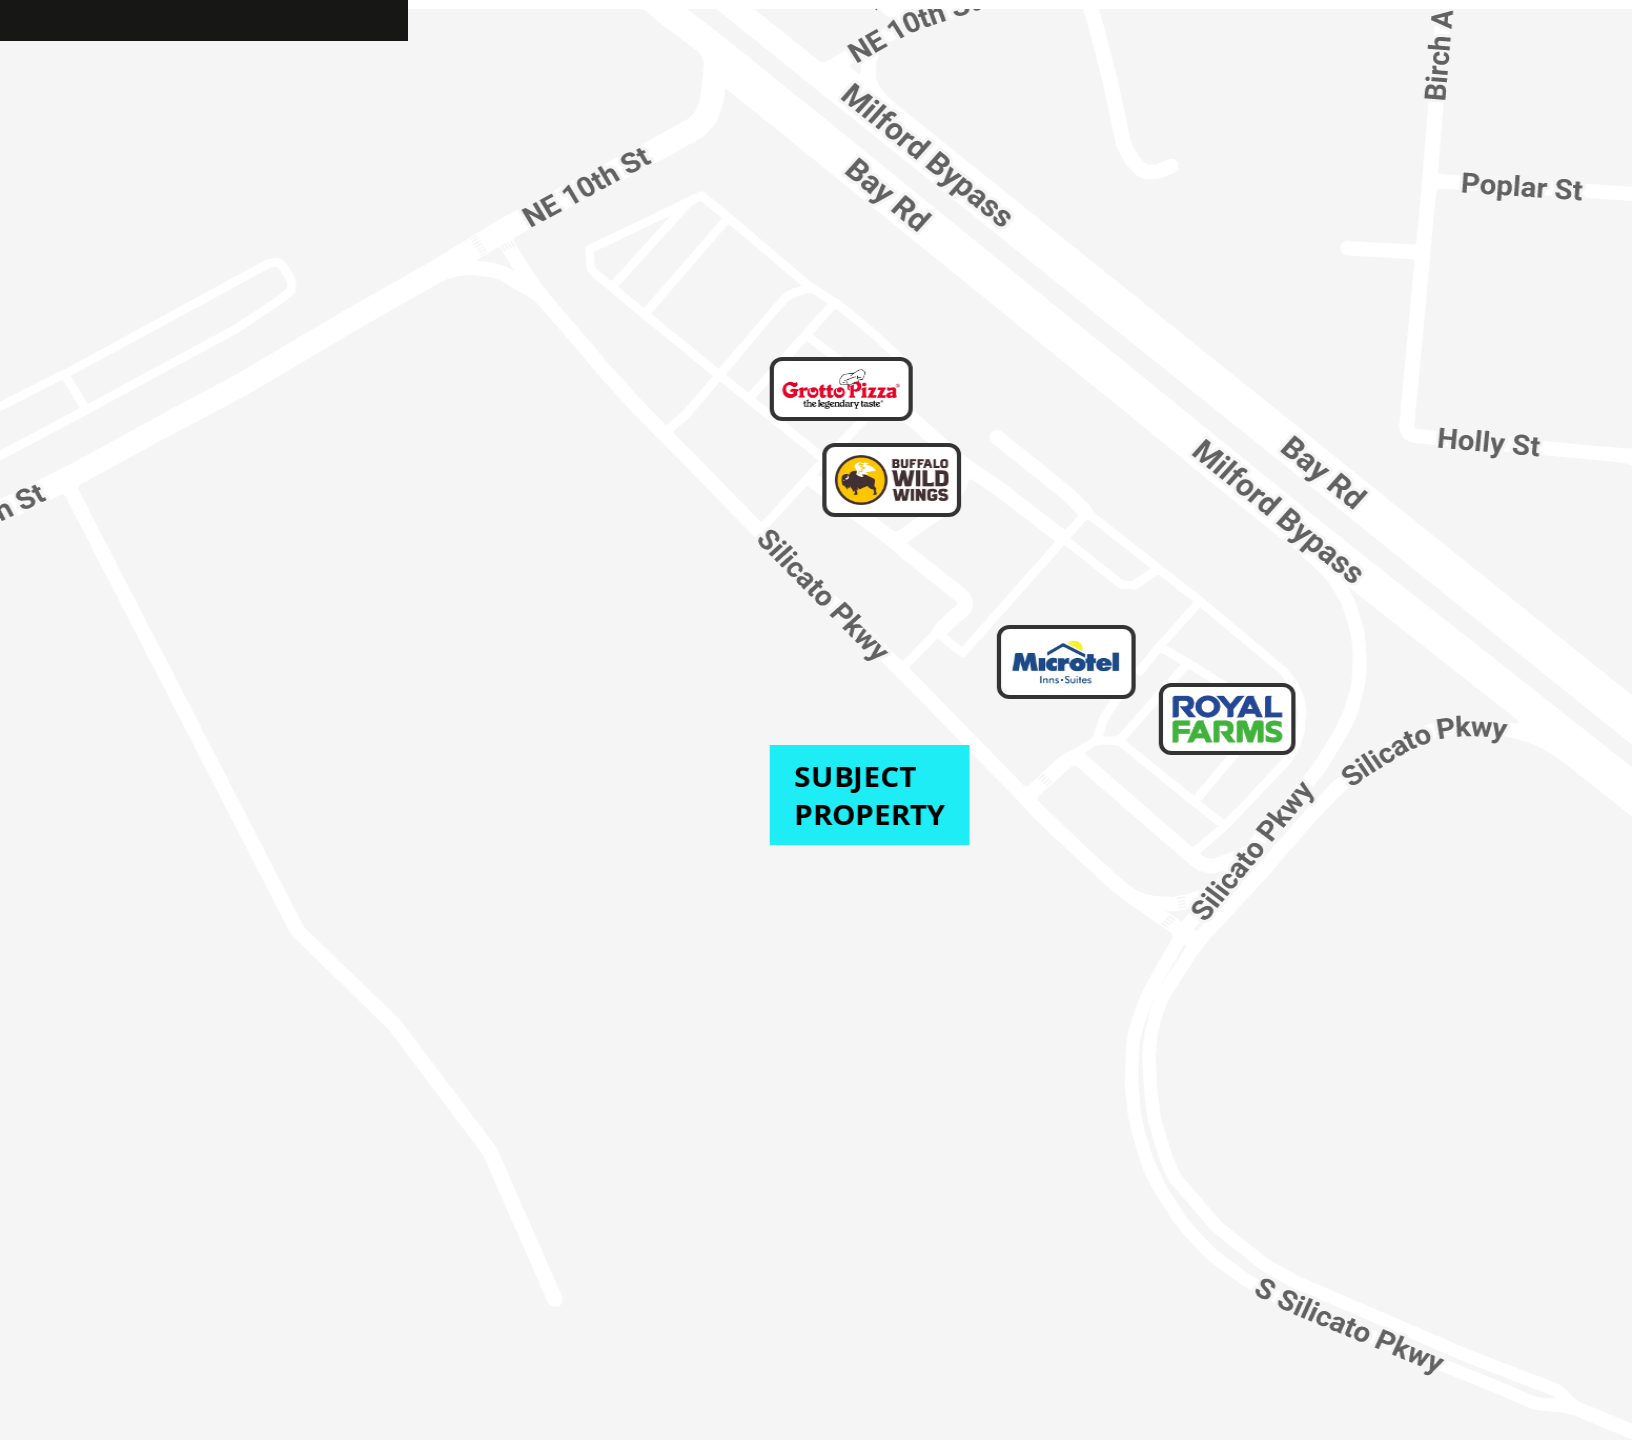 NE 10th St
Birch A
Milford Bypass
Bay Rd
NE 10th St
Poplar St
Grotto Pizza
the legendary taste
Bay Rd
Holly St
Milford Bypass
BUFFALO
WILD
WINGS
h St
Silicato Pkwy
Microtel
Inns•Suites
ROYAL
FARMS
Silicato Pkwy
SUBJECT
PROPERTY
Silicato Pkwy
S Silicato Pkwy